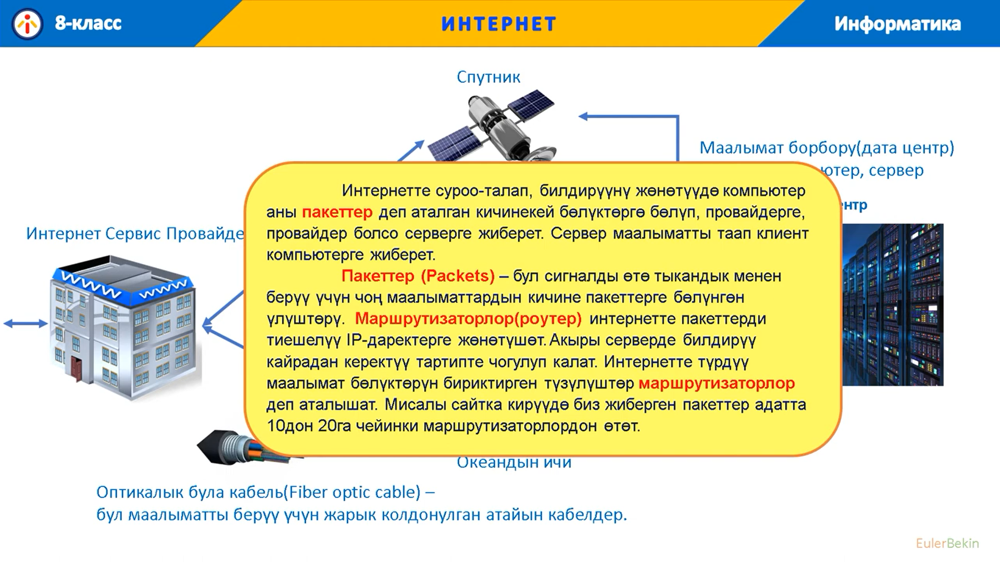 8-класс
ИНТЕРНЕТ
Информатика
Спутник
Маалымат борбору(дата центр)
сервер
Интернет Сервис
Интернетте суроо-талап, билдирүүнү жөнөтүүдө компьютер
аны пакеттер деп аталган кичинекей бөлүктөргө бөлүп, провайдерге,
провайдер болсо серверге жиберет. Сервер маалыматты таап клиент
компьютерге жиберет.
Пакеттер (Packets) – бул сигналды өтө тыкандык менен
берүү үчүн чоң маалыматтардын кичине пакеттерге бөлүнгөн
үлүштөрү. Маршрутизаторлор(роутер) интернетте пакеттерди
тиешелүү IP-даректерге жөнөтүшөт. Акыры серверде билдирүү
кайрадан керектүү тартипте чогулуп калат. Интернетте түрдүү
маалымат бөлүктөрүн бириктирген түзүлүштөр маршрутизаторлор
деп аталышат. Мисалы сайтка кирүүдө биз жиберген пакеттер адатта
10дон 20га чейинки маршрутизаторлордон өтөт.
www www
Океандын ичи
Оптикалык була кабель(Fiber optic cable) –
бул маалыматты берүү үчүн жарык колдонулган атайын кабелдер.
EulerBekin